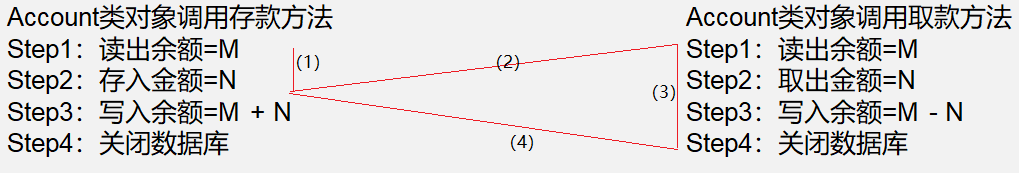 Account类对象调用存款方法
Step1：读出余额=M
Step2：存入金额=N
Step3：写入余额=M + N
Step4：关闭数据库
(1)
(2)
(3)
(4)
Account类对象调用取款方法
Step1：读出余额=M
Step2：取出金额=N
Step3：写入余额=M - N
Step4：关闭数据库